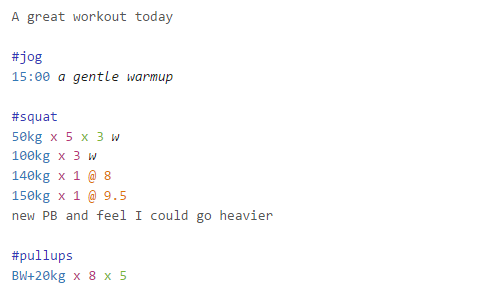 A great workout today
#jog
15:00 a gentle warmup
#squat
50kg x 5 x 3 w
100kg x 3 w
140kg x 1 @ 8
150kg x 1 @ 9.5
new PB and feel I could go heavier
#pullups
BW+20kg x 8 x 5